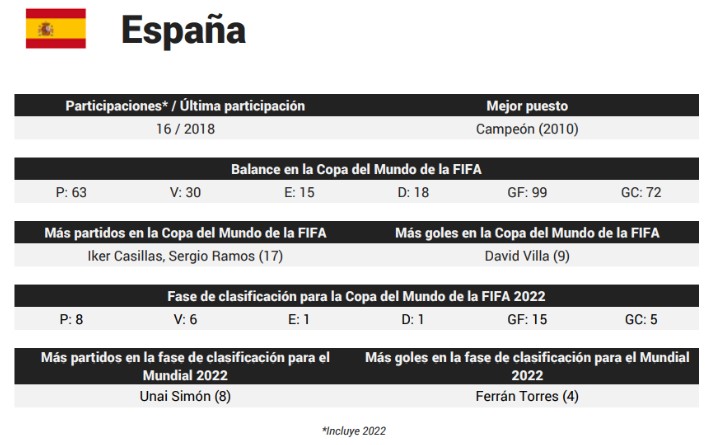 España
Participaciones* / Última participación
Mejor puesto
16 / 2018
Campeón (2010)
Balance en la Copa del Mundo de la FIFA
P: 63 V: 30 E: 15 D: 18 GF: 99 GC: 72
Más partidos en la Copa del Mundo de la FIFA
Más goles en la Copa del Mundo de la FIFA
Iker Casillas, Sergio Ramos (17)
David Villa (9)
Fase de clasificación para la Copa del Mundo de la FIFA 2022
P: 8 V: 6 E: 1 D: 1 GF: 15 GC: 5
Más partidos en la fase de clasificación para el
Mundial 2022
Más goles en la fase de clasificación para el Mundial
2022
Unai Simón (8)
Ferrán Torres (4)
*Incluye 2022